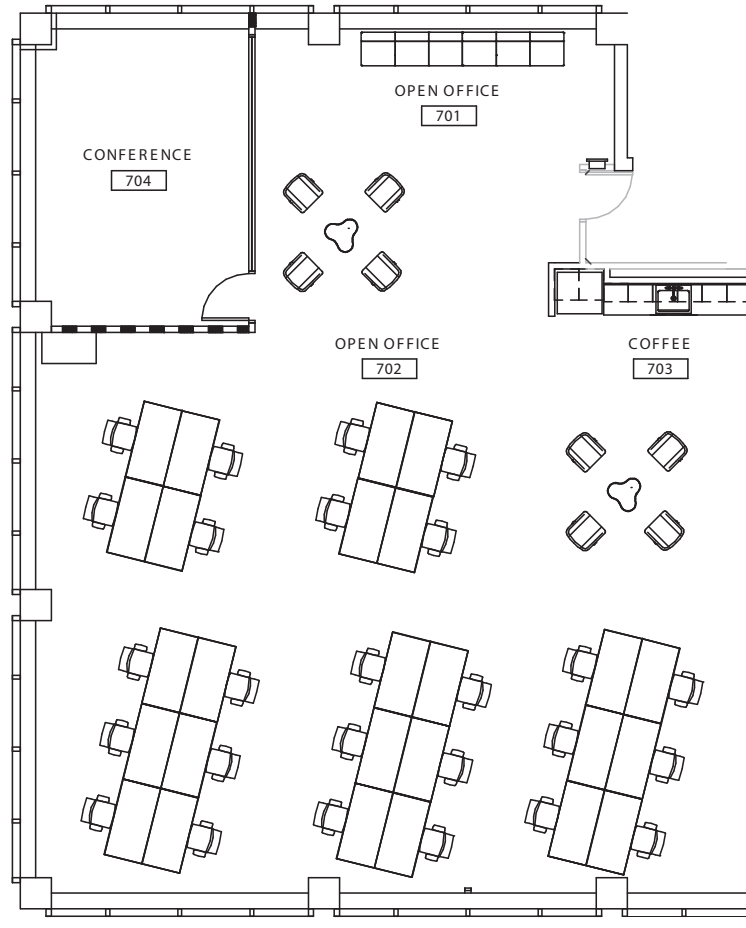 OPEN OFFICE
701
CONFERENCE
704
OPEN OFFICE
702
COFFEE
703